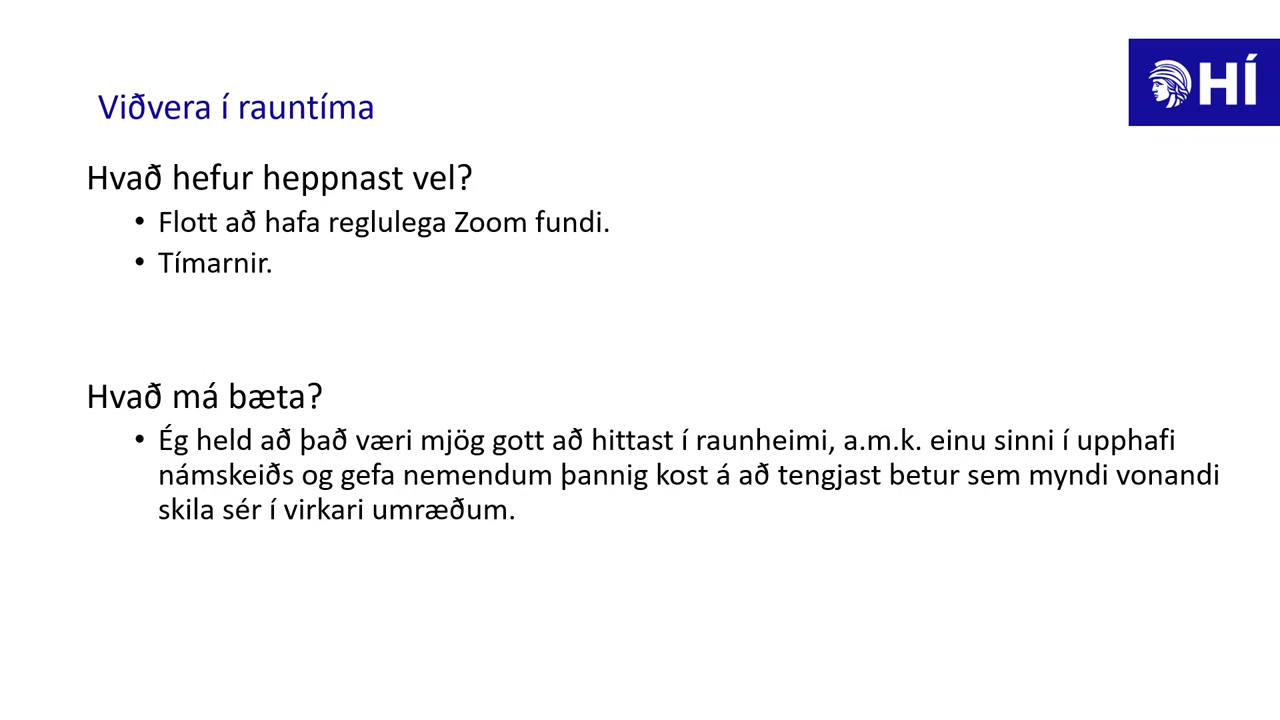 HÍ
Viðvera í rauntíma
Hvað hefur heppnast vel?
• Flott að hafa reglulega Zoom fundi.
• Tímarnir.
Hvað má bæta?
• Ég held að það væri mjög gott að hittast í raunheimi, a.m.k. einu sinni í upphafi
námskeiðs og gefa nemendum þannig kost á að tengjast betur sem myndi vonandi
skila sér í virkari umræðum.